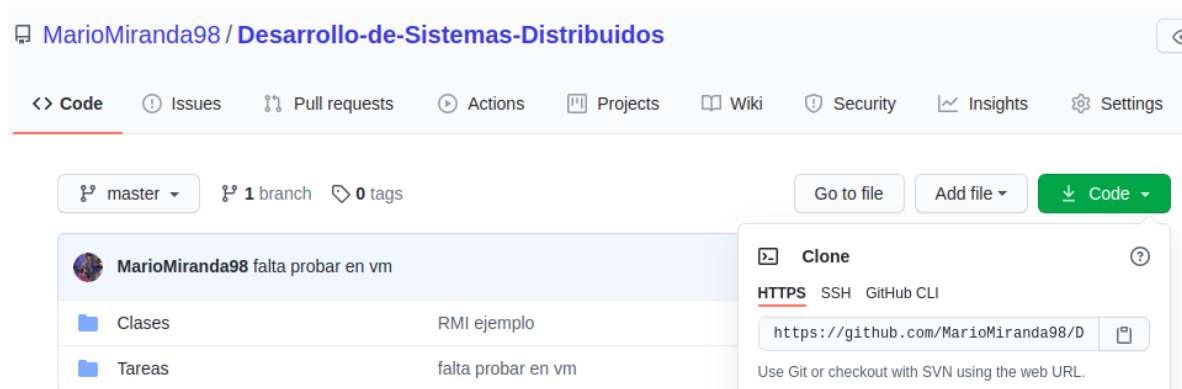 MarioMiranda98 / Desarrollo-de-Sistemas-Distribuidos
<> Code Issues Pull requests Actions Projects Wiki Security Insights Settings
master 1 branch 0 tags Go to file Add file Code
MarioMiranda98 falta probar en vm
Clone
HTTPS SSH GitHub CLI
Clases RMI ejemplo
https://github.com/MarioMiranda98/D
Tareas falta probar en vm
Use Git or checkout with SVN using the web URL.